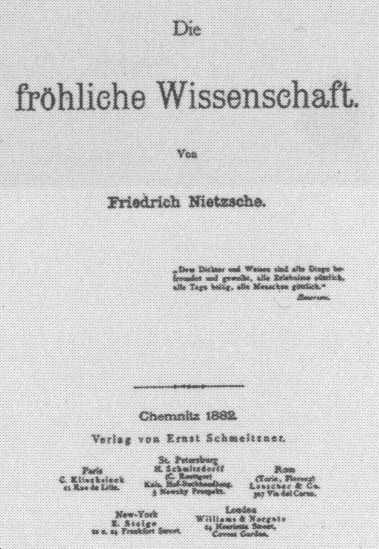 Die
fröhliche Wissenschaft.
Von
Friedrich Nietzsche.
„Dem Dichter und Weisen sind alle Dinge be-
freundet und geweiht, alle Erlebnisse nützlich,
alle Tage heilig, alle Menschen göttlich.“
Emerson.
Chemnitz 1882.
Verlag von Ernst Schmeitzner.
Paris
C. Klincksieck
11 Rue de Lille.
St. Petersburg
H. Schmitzdorff
(C. Roettger)
Kais. Hof-Buchhandlung.
5 Newsky Prospekt.
Rom
(Turin, Florenz)
Loescher & Co.
307 Via del Corso.
New-York
E. Steiger
22 u. 24 Frankfort Street.
London
Williams & Norgate
14 Henrietta Street,
Covent Garden.